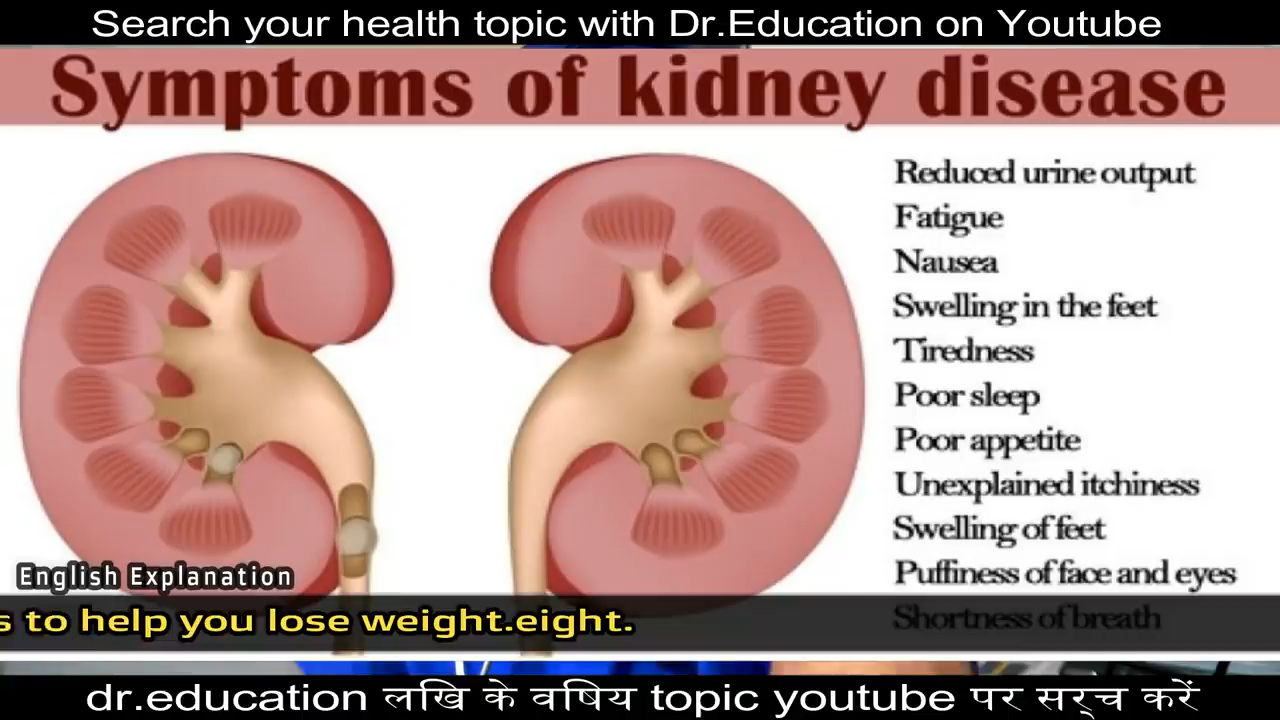 Search your health topic with Dr.Education on Youtube
Symptoms of kidney disease
Reduced urine output
Fatigue
Nausea
Swelling in the feet
Tiredness
Poor sleep
Poor appetite
Unexplained itchiness
Swelling of feet
Puffiness of face and eyes
Shortness of breath
English Explanation
s to help you lose weight.eight.
dr.education लखि के वषिय topic youtube पर सर्च करें